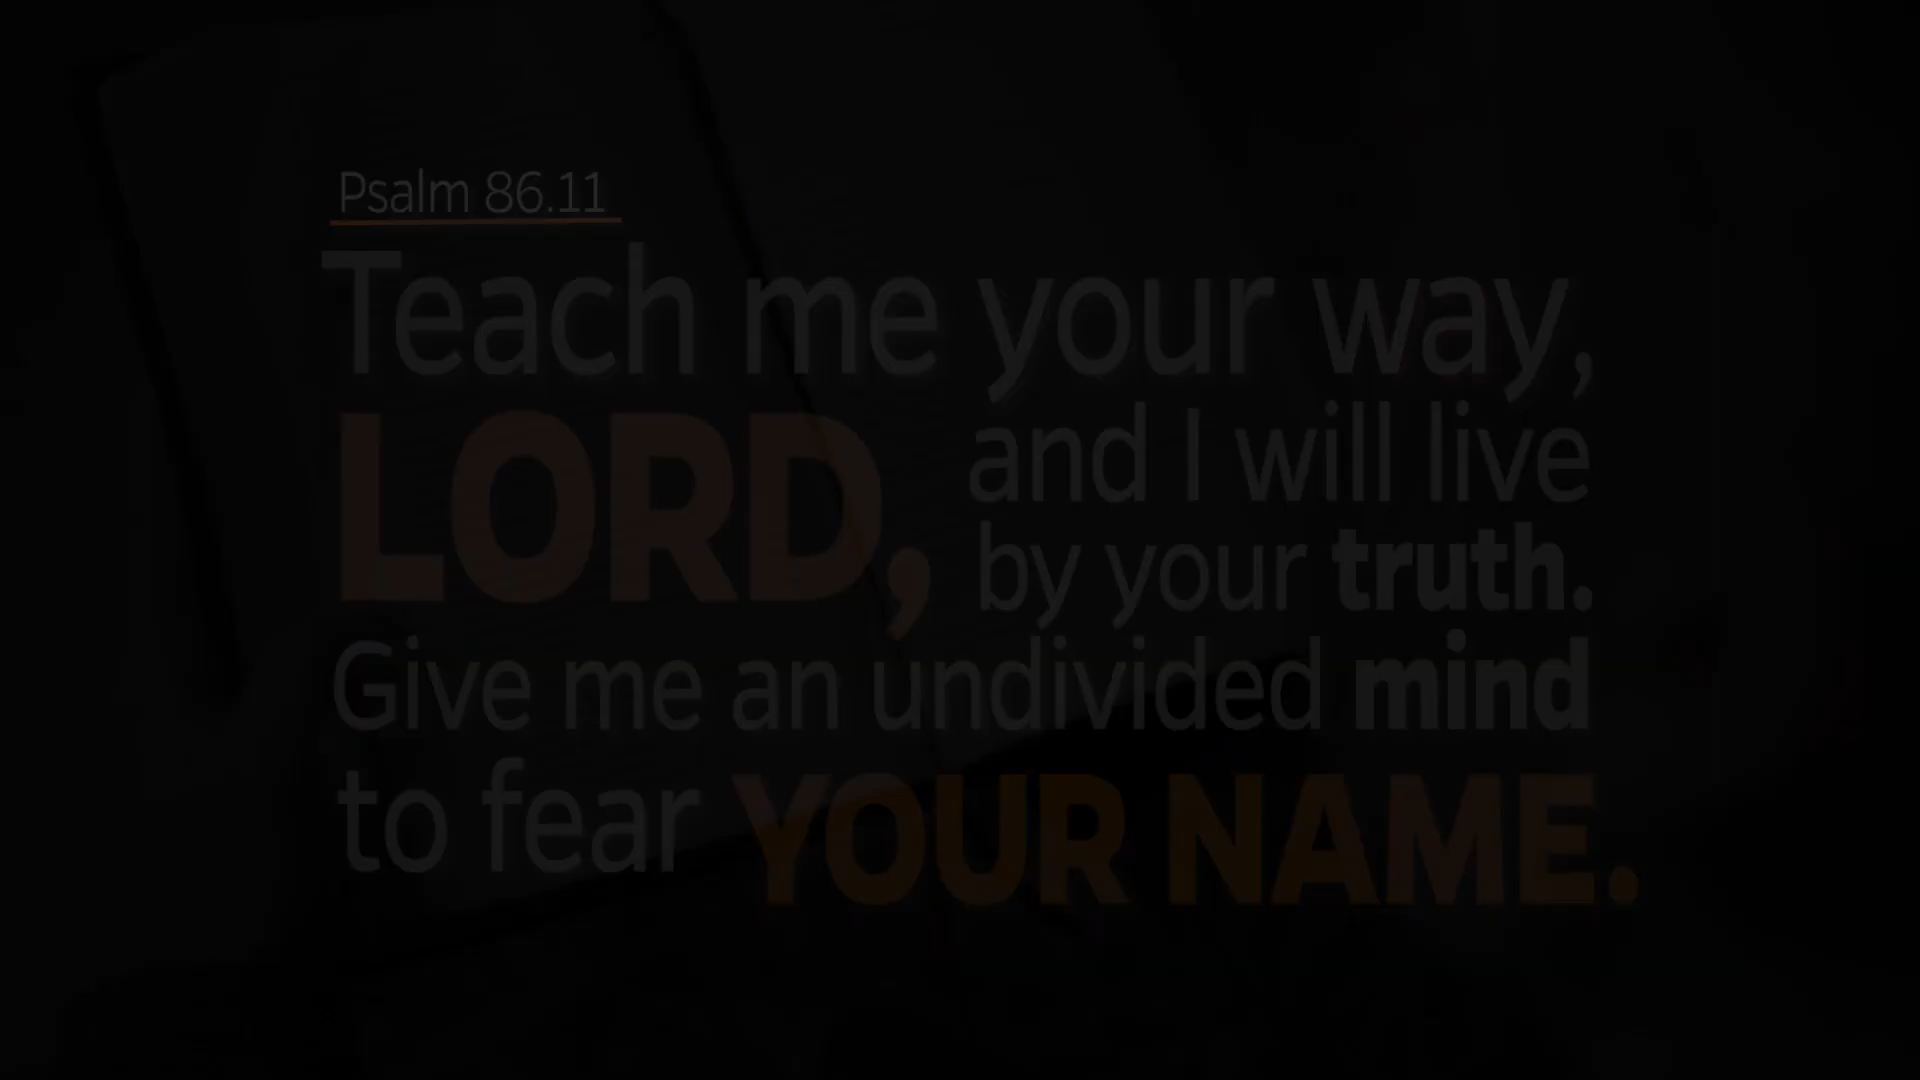 Psalm 86.11
Teach me your way,
LORD, and I will live
by your truth.
Give me an undivided mind
to fear YOUR NAME.